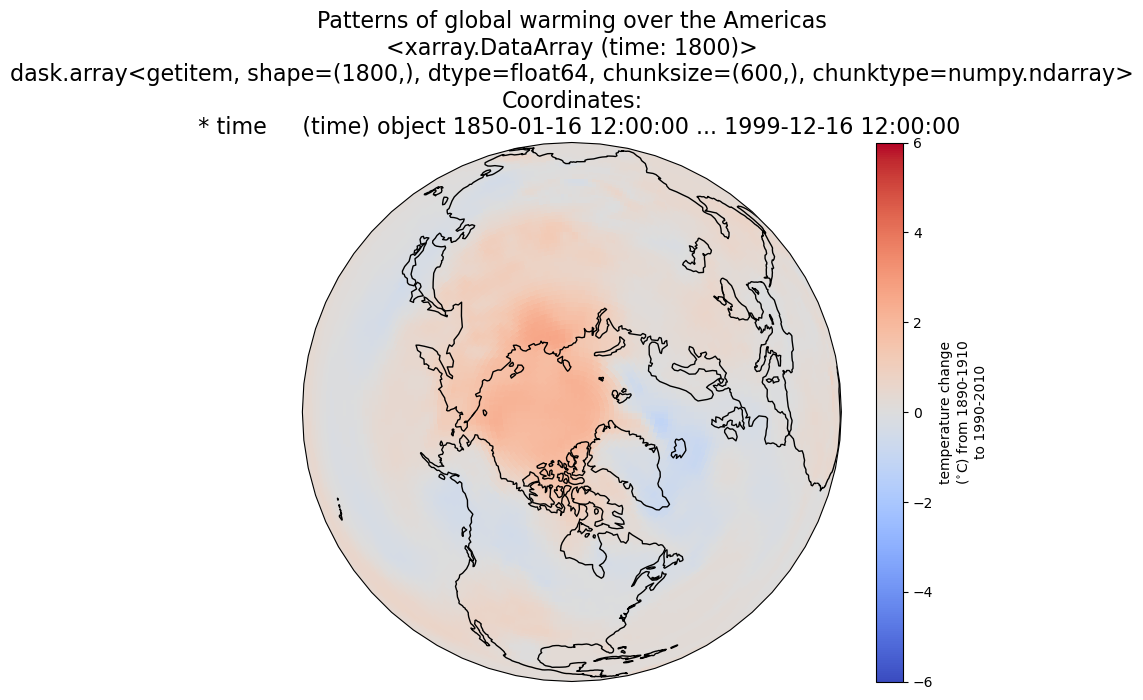 Patterns of global warming over the Americas
<xarray.DataArray (time: 1800)>
dask.array<getitem, shape=(1800,), dtype=float64, chunksize=(600,), chunktype=numpy.ndarray>
Coordinates:
* time     (time) object 1850-01-16 12:00:00 ... 1999-12-16 12:00:00
6
4
2
0
−2
−4
−6
temperature change
(°C) from 1890-1910
to 1990-2010